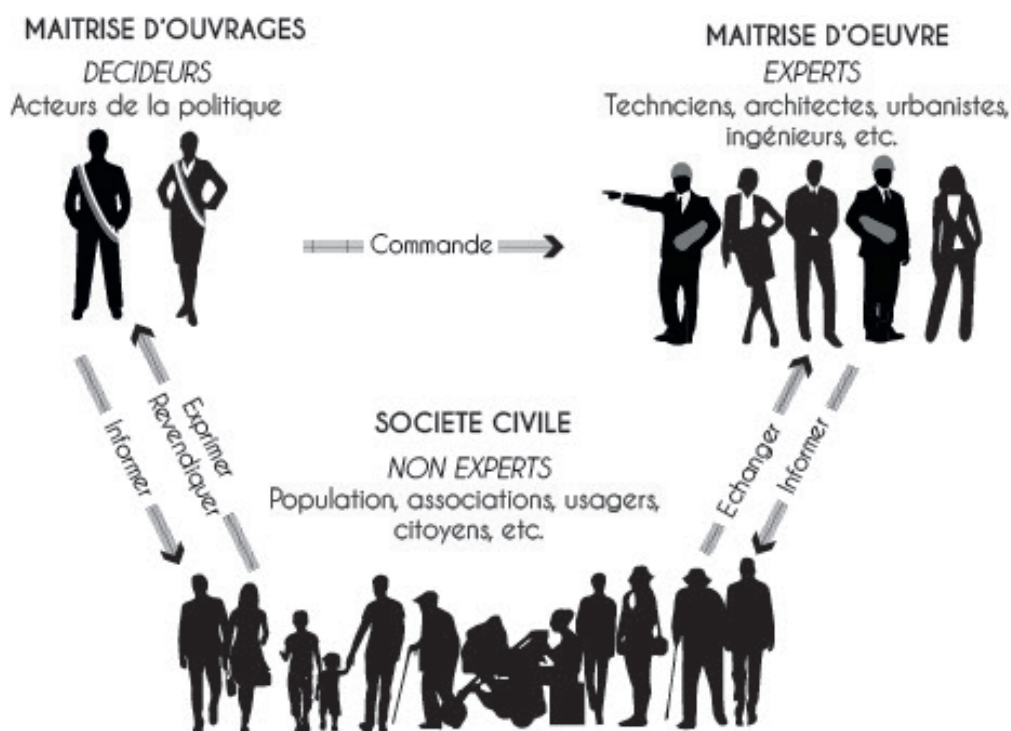 MAITRISE D'OUVRAGES
DECIDEURS
Acteurs de la politique
MAITRISE D'OEUVRE
EXPERTS
Technciens, architectes, urbanistes,
ingénieurs, etc.
Commande
Informer
Exprimer
Revendiquer
SOCIETE CIVILE
NON EXPERTS
Population, associations, usagers,
citoyens, etc.
Echanger
Informer